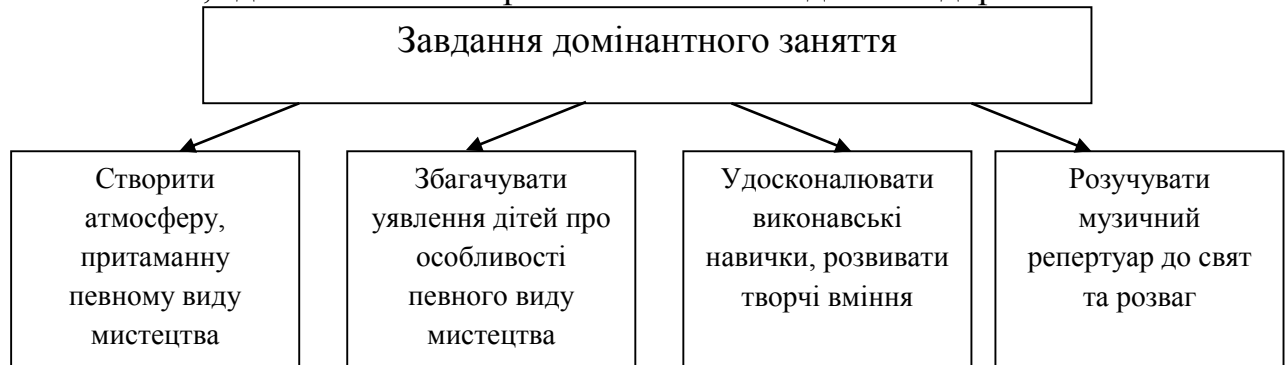 Завдання домінантного заняття
Створити
атмосферу,
притаманну
певному виду
мистецтва
Збагачувати
уявлення дітей про
особливості
певного виду
мистецтва
Удосконалювати
виконавські
навички, розвивати
творчі вміння
Розучувати
музичний
репертуар до свят
та розваг